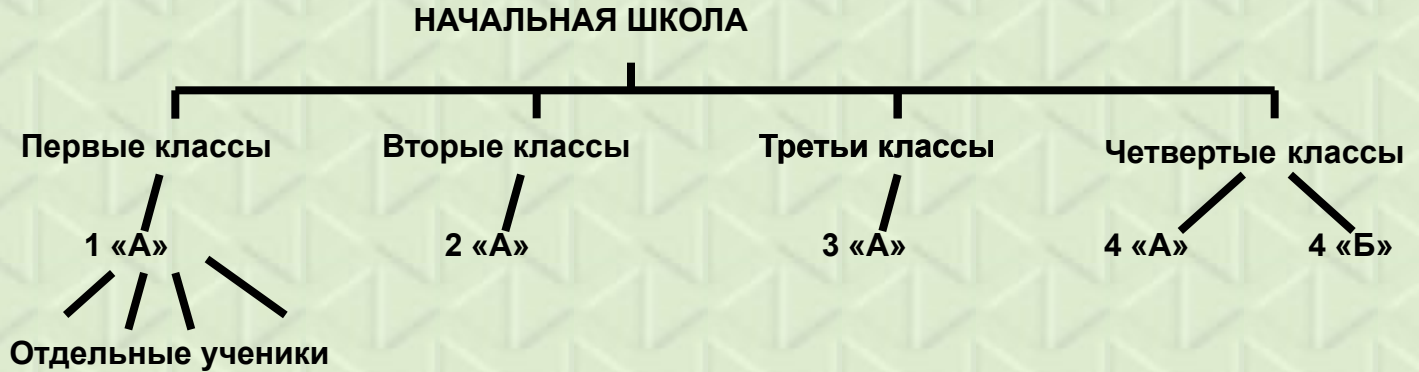 НАЧАЛЬНАЯ ШКОЛА
Первые классы Вторые классы Третьи классы Четвертые классы
1 «А» 2 «А» 3 «А» 4 «А» 4 «Б»
Отдельные ученики